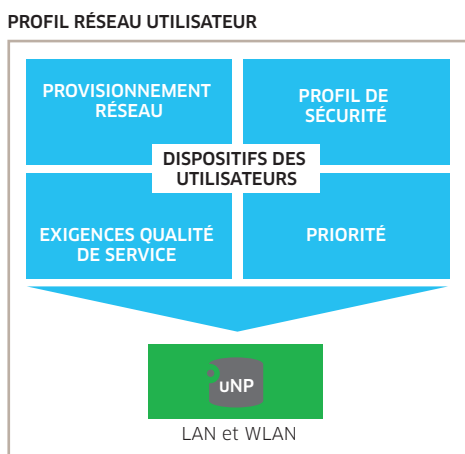 PROFIL RÉSEAU UTILISATEUR
PROVISIONNEMENT
RÉSEAU
PROFIL DE
SÉCURITÉ
DISPOSITIFS DES
UTILISATEURS
EXIGENCES QUALITÉ
DE SERVICE
PRIORITÉ
uNP
LAN et WLAN